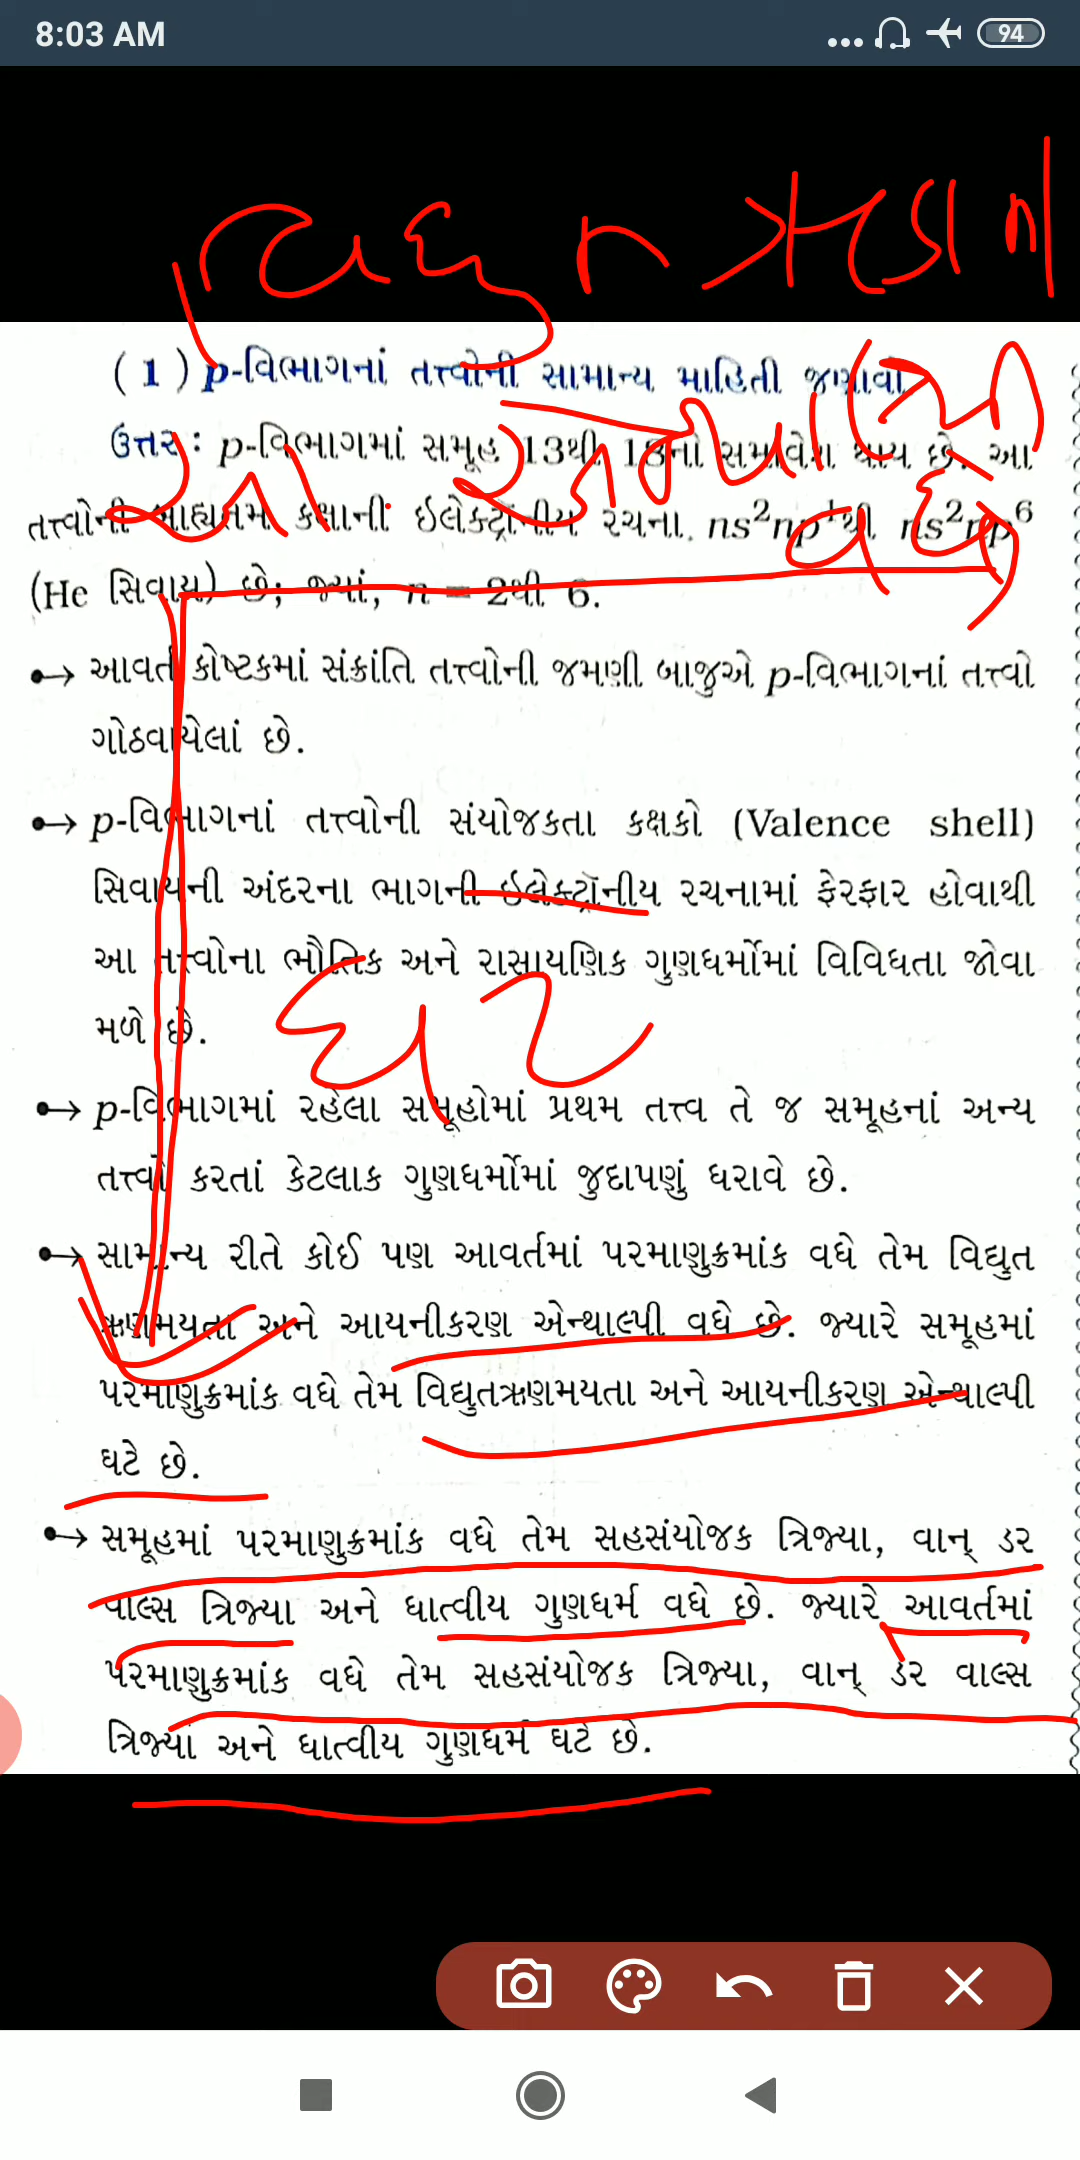 8:03 AM
94
(1) p-વિભાગનાં તત્ત્વોની સામાન્ય માહિતી જણાવો.
ઉત્તર : p-વિભાગમાં સમૂહ 13થી 18નો સમાવેશ થાય છે. આ
તત્ત્વોની બાહ્યતમ કક્ષાની ઇલેક્ટ્રૉનીય રચના ns²np¹થી ns²np⁶
(He સિવાય) છે; જ્યાં, n = 2થી 6.
આવર્ત કોષ્ટકમાં સંક્રાંતિ તત્ત્વોની જમણી બાજુએ p-વિભાગનાં તત્ત્વો
ગોઠવાયેલાં છે.
p-વિભાગનાં તત્ત્વોની સંયોજકતા કક્ષકો (Valence shell)
સિવાયની અંદરના ભાગની ઇલેક્ટ્રૉનીય રચનામાં ફેરફાર હોવાથી
આ તત્ત્વોના ભૌતિક અને રાસાયણિક ગુણધર્મોમાં વિવિધતા જોવા
મળે છે.
p-વિભાગમાં રહેલા સમૂહોમાં પ્રથમ તત્ત્વ તે જ સમૂહનાં અન્ય
તત્ત્વો કરતાં કેટલાક ગુણધર્મોમાં જુદાપણું ધરાવે છે.
સામાન્ય રીતે કોઈ પણ આવર્તમાં પરમાણુક્રમાંક વધે તેમ વિદ્યુત
ઋણમયતા અને આયનીકરણ એન્થાલ્પી વધે છે. જ્યારે સમૂહમાં
પરમાણુક્રમાંક વધે તેમ વિદ્યુતઋણમયતા અને આયનીકરણ એન્થાલ્પી
ઘટે છે.
સમૂહમાં પરમાણુક્રમાંક વધે તેમ સહસંયોજક ત્રિજ્યા, વાન્ ડર
વાલ્સ ત્રિજ્યા અને ધાત્વીય ગુણધર્મ વધે છે. જ્યારે આવર્તમાં
પરમાણુક્રમાંક વધે તેમ સહસંયોજક ત્રિજ્યા, વાન્ ડર વાલ્સ
ત્રિજ્યા અને ધાત્વીય ગુણધર્મ ઘટે છે.